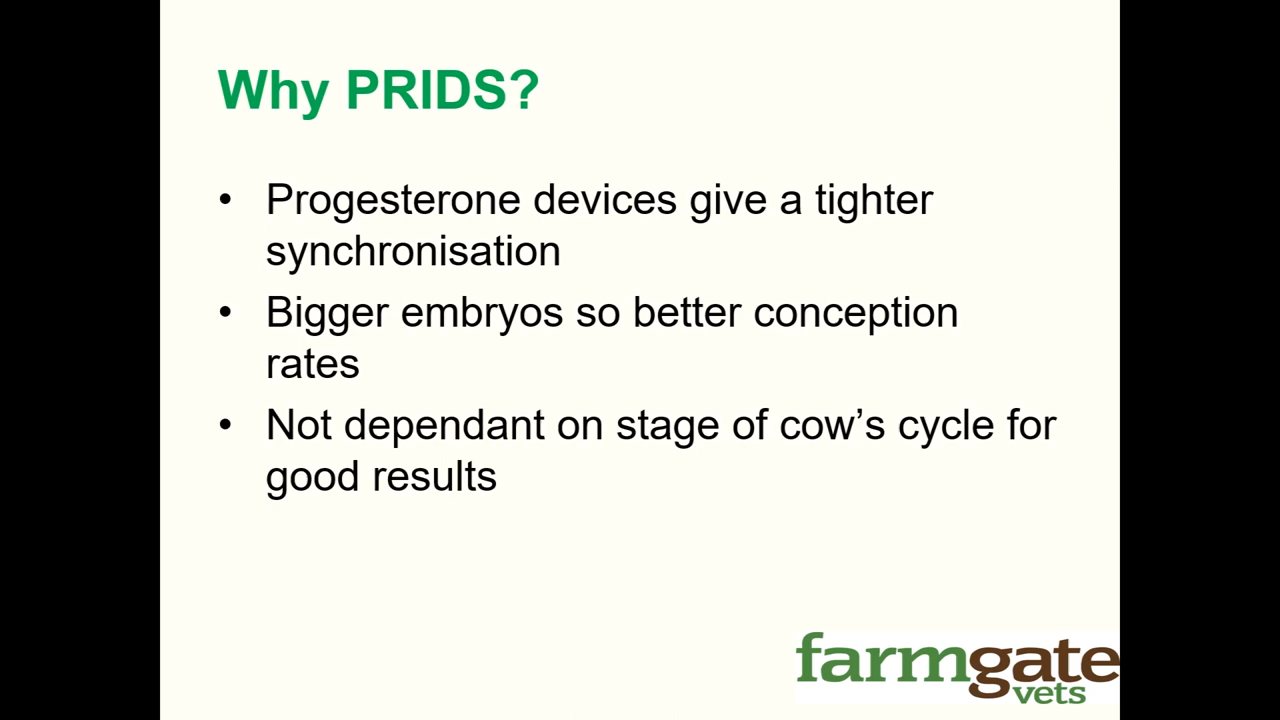 Why PRIDS?
• Progesterone devices give a tighter
synchronisation
• Bigger embryos so better conception
rates
• Not dependant on stage of cow’s cycle for
good results
farmgate
vets